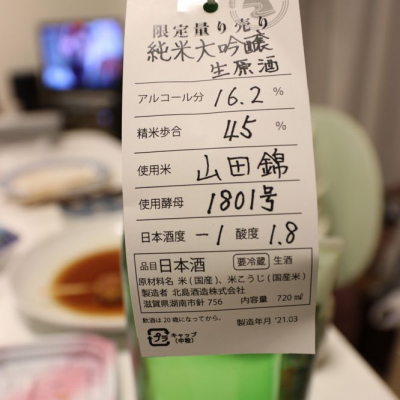 限定量り売り
純米大吟醸
生原酒
アルコール分 16.2 %
精米歩合 45 %
使用米 山田錦
使用酵母 1801号
日本酒度 －1 酸度 1.8
品目 日本酒 要冷蔵 生酒
原材料名 米(国産)、米こうじ(国産米)
製造者 北島酒造株式会社
滋賀県湖南市針 756 内容量 720㎖
飲酒は20歳になってから。
プラ キャップ (中栓) 製造年月 '21.03